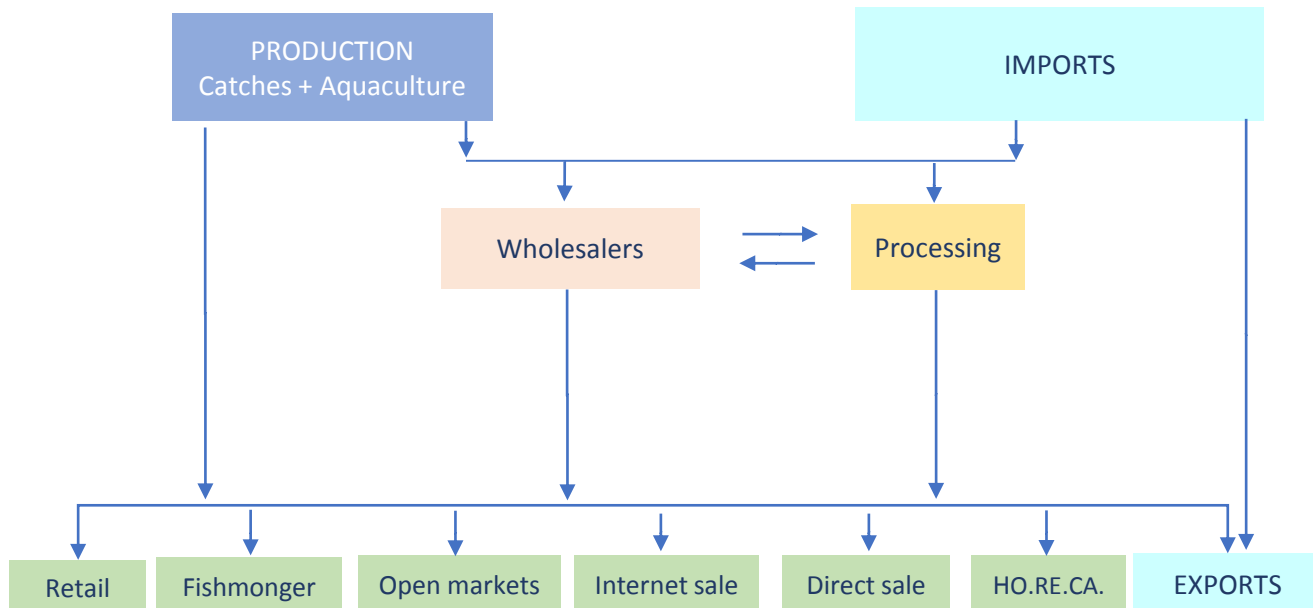 PRODUCTION
Catches + Aquaculture
IMPORTS
Wholesalers
Processing
Retail
Fishmonger
Open markets
Internet sale
Direct sale
HO.RE.CA.
EXPORTS